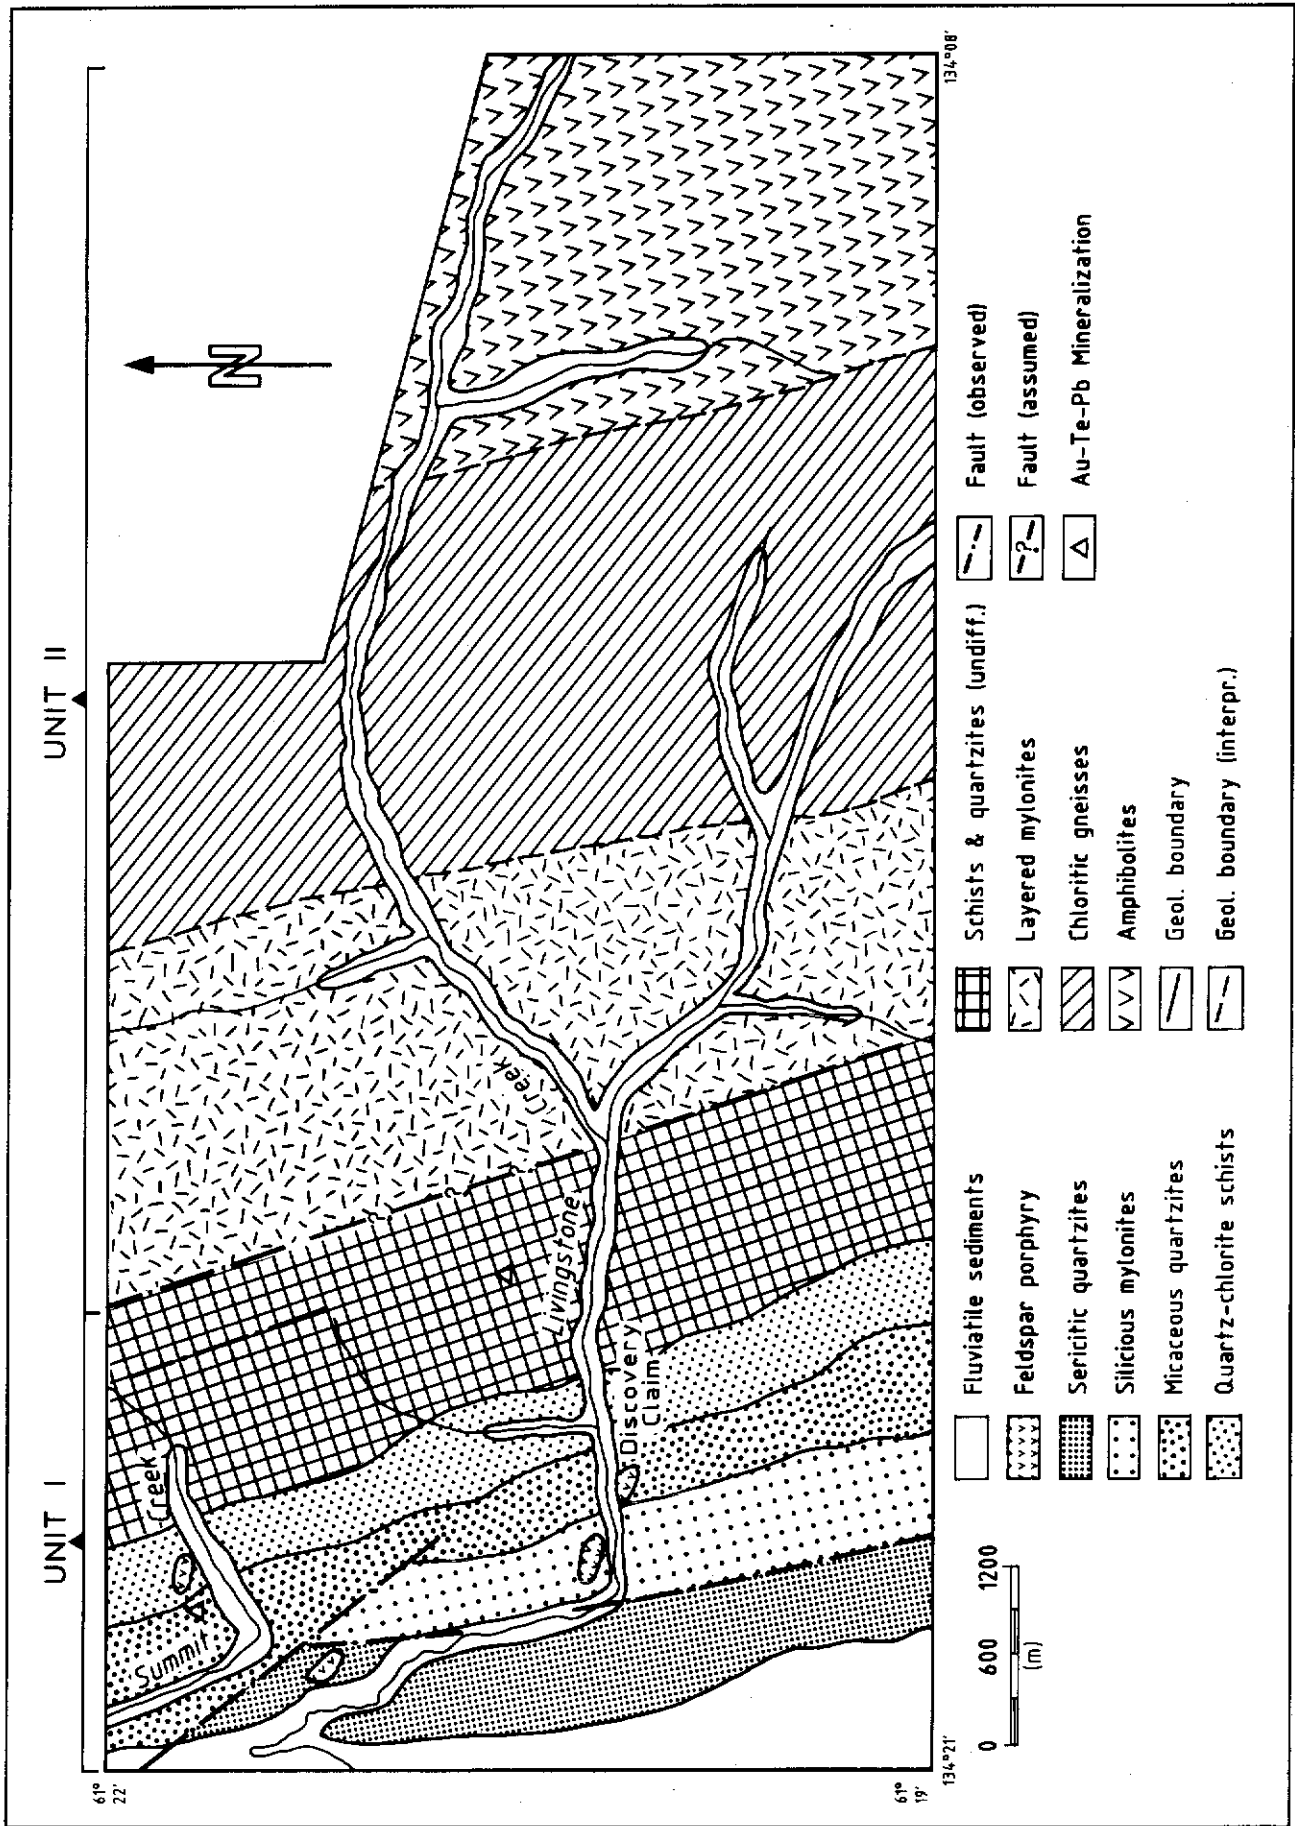 UNIT I
UNIT II
N
61°
22'
Summit
Creek
Livingstone
Creek
Discovery
Claim
61°
19'
134°21'
134°08'
0
600
1200
(m)
Fluviatile sediments
Feldspar porphyry
Sericitic quartzites
Silicious mylonites
Micaceous quartzites
Quartz-chlorite schists
Schists & quartzites (undiff.)
Layered mylonites
Chloritic gneisses
Amphibolites
Geol. boundary
Geol. boundary (interpr.)
Fault (observed)
?
Fault (assumed)
Au-Te-Pb Mineralization
?
?